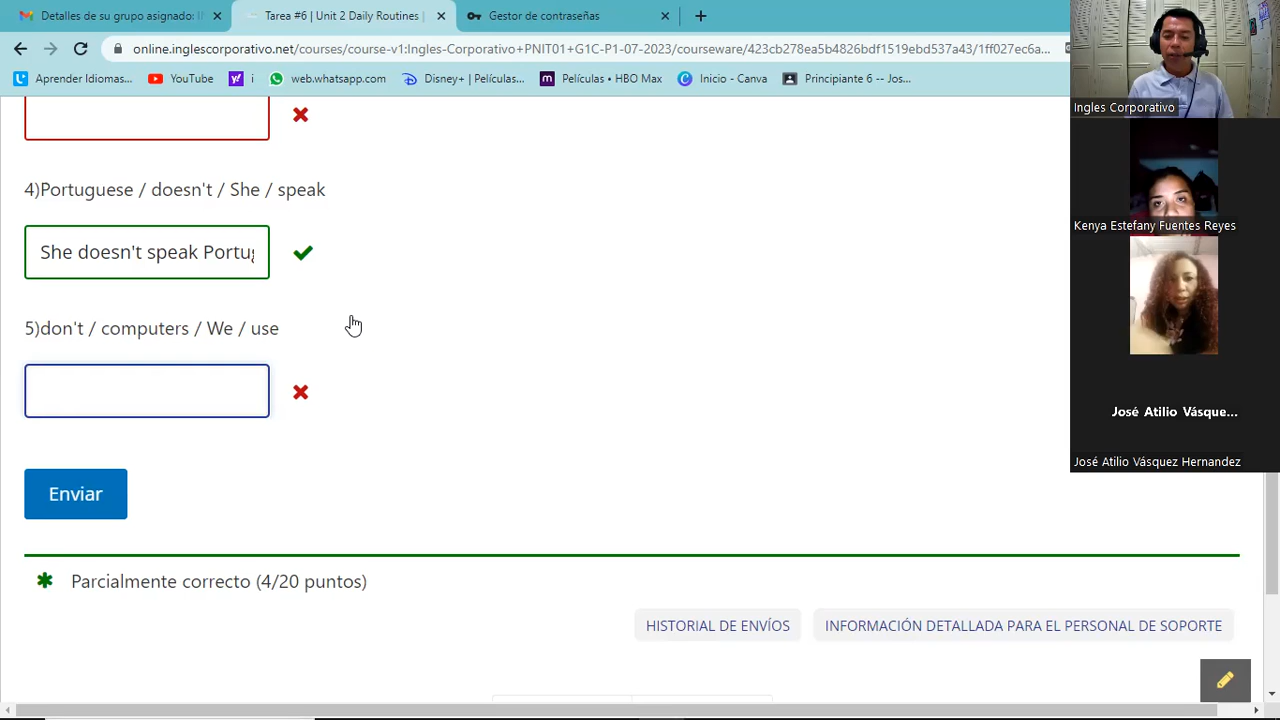 Detalles de su grupo asignado: I
Tarea #6 | Unit 2 Daily Routines |
Gestor de contraseñas
online.inglescorporativo.net/courses/course-v1:Ingles-Corporativo+PNIT01+G1C-P1-07-2023/courseware/423cb278ea5b4826bdf1519ebd537a43/1ff027ec6a...
Aprender Idiomas...
YouTube
i
web.whatsapp.com
Disney+ | Películas...
Películas • HBO Max
Inicio - Canva
Principiante 6 -- Jos...
Ingles Corporativo
4)Portuguese / doesn't / She / speak
Kenya Estefany Fuentes Reyes
She doesn't speak Portug
5)don't / computers / We / use
José Atilio Vásque...
José Atilio Vásquez Hernandez
Enviar
Parcialmente correcto (4/20 puntos)
HISTORIAL DE ENVÍOS
INFORMACIÓN DETALLADA PARA EL PERSONAL DE SOPORTE